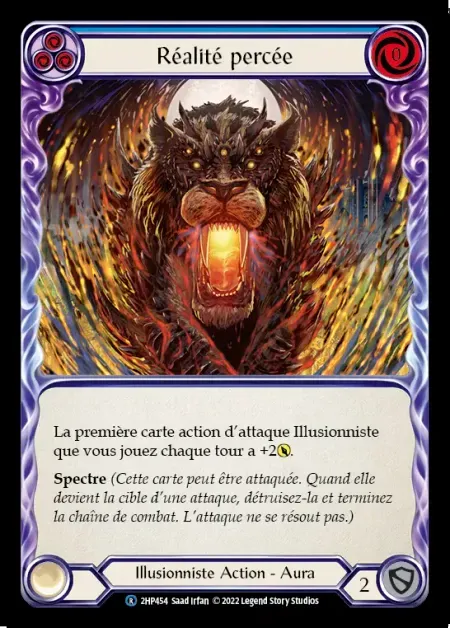 Réalité percée
0
La première carte action d'attaque Illusionniste
que vous jouez chaque tour a +2.
Spectre (Cette carte peut être attaquée. Quand elle
devient la cible d'une attaque, détruisez-la et terminez
la chaîne de combat. L'attaque ne se résout pas.)
Illusionniste Action - Aura
2
R 2HP454 Saad Irfan © 2022 Legend Story Studios